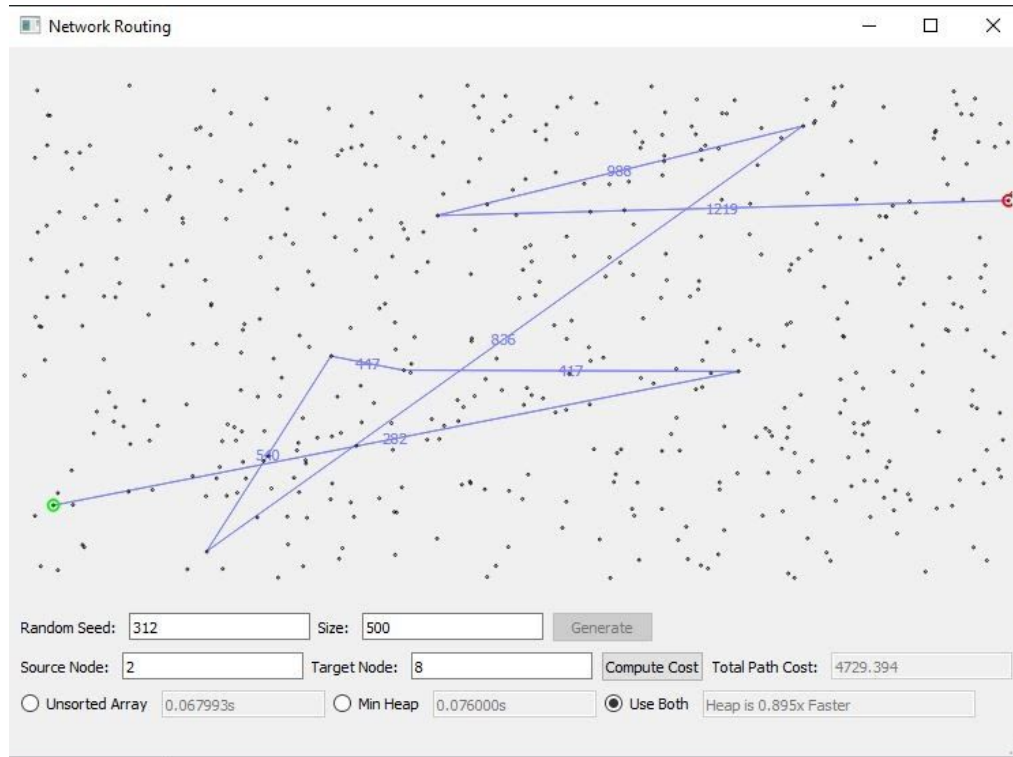 Network Routing
988
1219
836
447
417
282
540
Random Seed: 312 Size: 500 Generate
Source Node: 2 Target Node: 8 Compute Cost Total Path Cost: 4729.394
Unsorted Array 0.067993s Min Heap 0.076000s Use Both Heap is 0.895x Faster